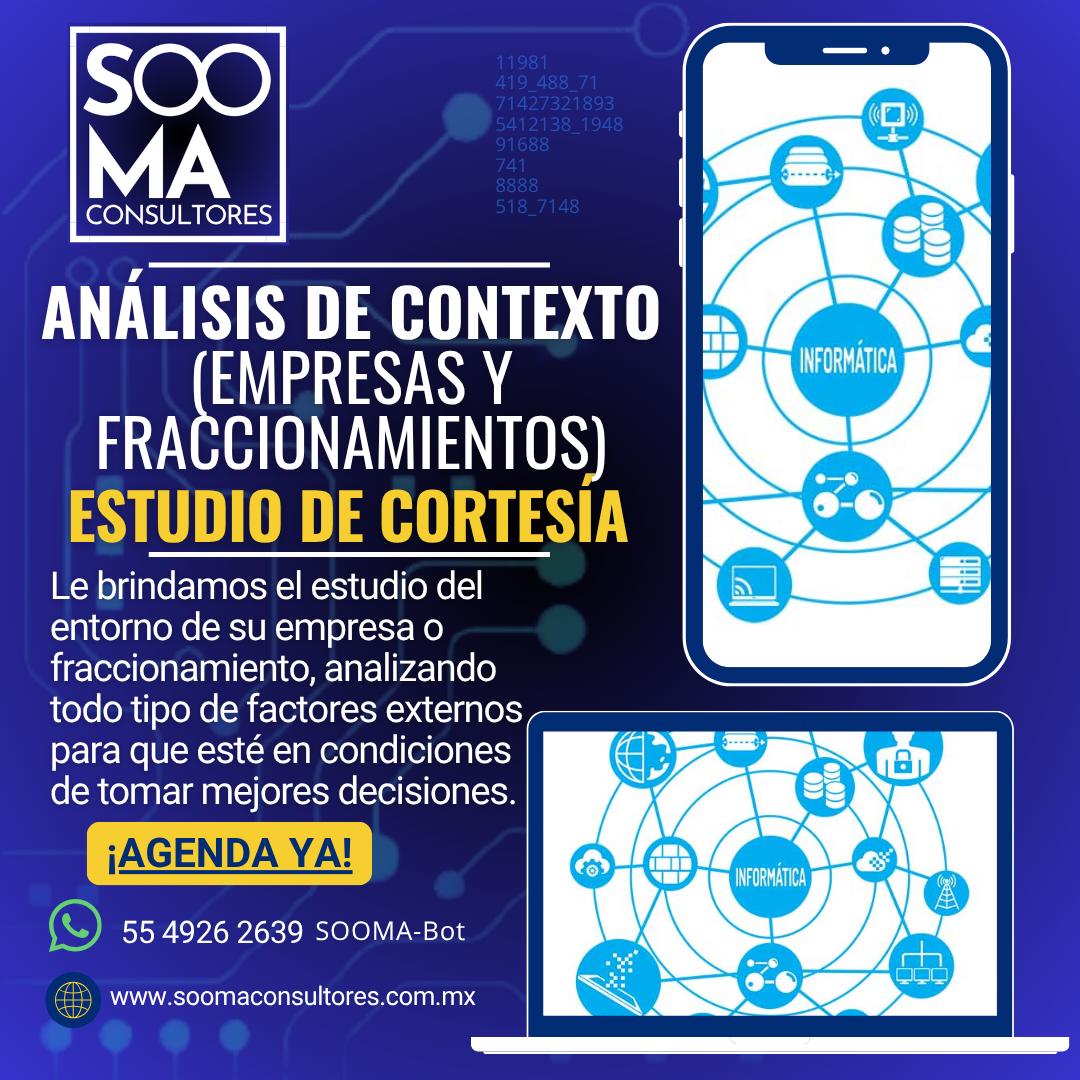 SOO
MA
CONSULTORES
11981
419_488_71
71427321893
5412138_1948
91688
741
8888
518_7148
ANÁLISIS DE CONTEXTO
(EMPRESAS Y
FRACCIONAMIENTOS)
ESTUDIO DE CORTESÍA
Le brindamos el estudio del
entorno de su empresa o
fraccionamiento, analizando
todo tipo de factores externos
para que esté en condiciones
de tomar mejores decisiones.
¡AGENDA YA!
55 4926 2639 SOOMA-Bot
www.soomaconsultores.com.mx
INFORMÁTICA
INFORMÁTICA